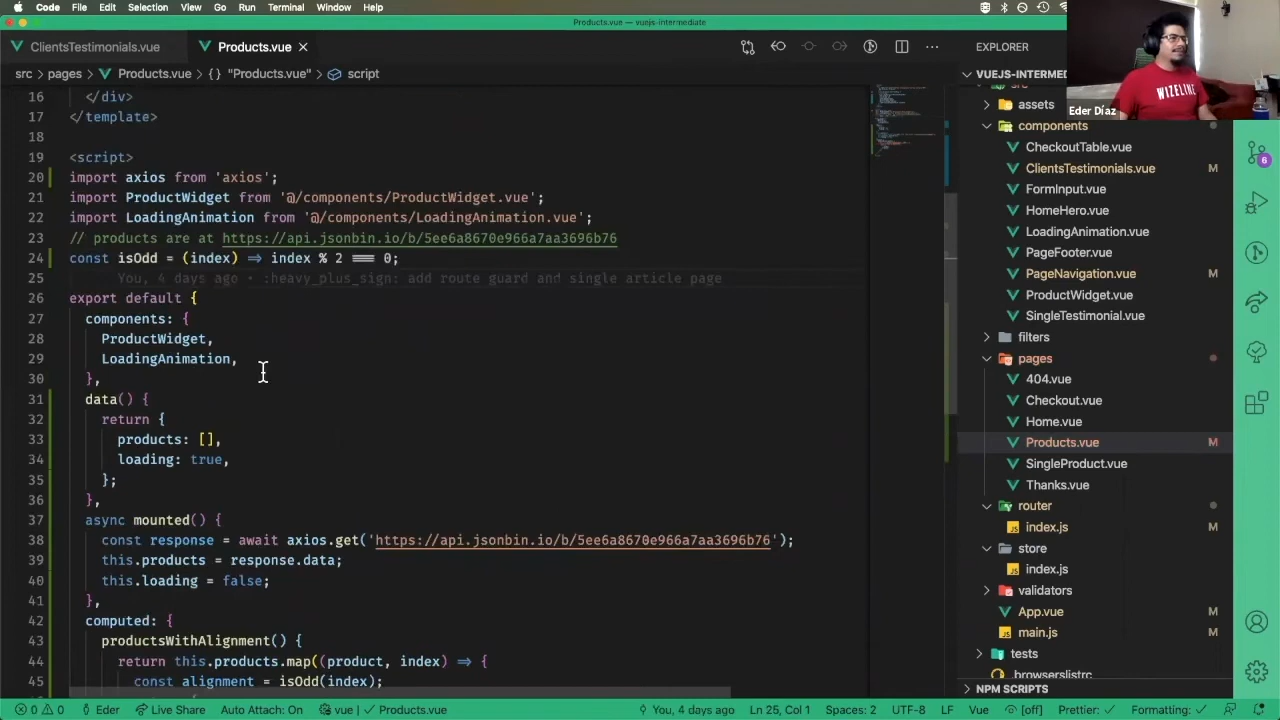 Code File Edit Selection View Go Run Terminal Window Help
Products.vue — vuejs-intermediate
ClientsTestimonials.vue
Products.vue
EXPLORER
src › pages › Products.vue › {} "Products.vue" › script
VUEJS-INTERMED
16 </div>
17 </template>
18
19 <script>
20 import axios from 'axios';
21 import ProductWidget from '@/components/ProductWidget.vue';
22 import LoadingAnimation from '@/components/LoadingAnimation.vue';
23 // products are at https://api.jsonbin.io/b/5ee6a8670e966a7aa3696b76
24 const isOdd = (index) => index % 2 === 0;
25 You, 4 days ago • :heavy_plus_sign: add route guard and single article page
26 export default {
27 components: {
28 ProductWidget,
29 LoadingAnimation,
30 },
31 data() {
32 return {
33 products: [],
34 loading: true,
35 };
36 },
37 async mounted() {
38 const response = await axios.get('https://api.jsonbin.io/b/5ee6a8670e966a7aa3696b76');
39 this.products = response.data;
40 this.loading = false;
41 },
42 computed: {
43 productsWithAlignment() {
44 return this.products.map((product, index) => {
45 const alignment = isOdd(index);
assets
components
CheckoutTable.vue
ClientsTestimonials.vue M
FormInput.vue
HomeHero.vue
LoadingAnimation.vue
PageFooter.vue
PageNavigation.vue M
ProductWidget.vue
SingleTestimonial.vue
filters
pages
404.vue
Checkout.vue
Home.vue
Products.vue M
SingleProduct.vue
Thanks.vue
router
index.js M
store
index.js
validators
App.vue M
main.js M
tests
.browserslistrc
NPM SCRIPTS
WIZELINE
Eder Díaz
6
0 0 Eder Live Share Auto Attach: On vue | ✓ Products.vue You, 4 days ago Ln 25, Col 1 Spaces: 2 UTF-8 LF Vue [off] Prettier: ✓ Formatting: ✓